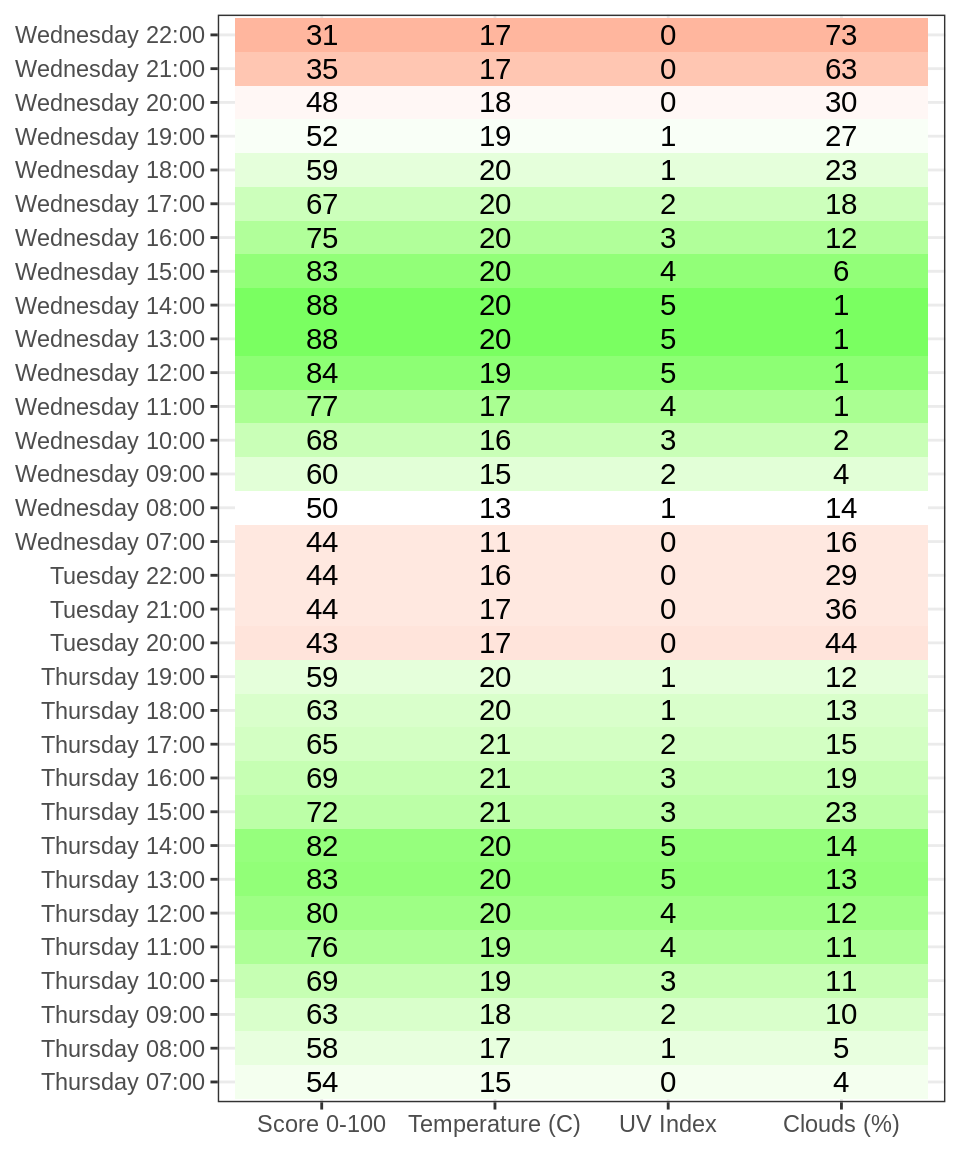 Wednesday 22:00 31 17 0 73
Wednesday 21:00 35 17 0 63
Wednesday 20:00 48 18 0 30
Wednesday 19:00 52 19 1 27
Wednesday 18:00 59 20 1 23
Wednesday 17:00 67 20 2 18
Wednesday 16:00 75 20 3 12
Wednesday 15:00 83 20 4 6
Wednesday 14:00 88 20 5 1
Wednesday 13:00 88 20 5 1
Wednesday 12:00 84 19 5 1
Wednesday 11:00 77 17 4 1
Wednesday 10:00 68 16 3 2
Wednesday 09:00 60 15 2 4
Wednesday 08:00 50 13 1 14
Wednesday 07:00 44 11 0 16
Tuesday 22:00 44 16 0 29
Tuesday 21:00 44 17 0 36
Tuesday 20:00 43 17 0 44
Thursday 19:00 59 20 1 12
Thursday 18:00 63 20 1 13
Thursday 17:00 65 21 2 15
Thursday 16:00 69 21 3 19
Thursday 15:00 72 21 3 23
Thursday 14:00 82 20 5 14
Thursday 13:00 83 20 5 13
Thursday 12:00 80 20 4 12
Thursday 11:00 76 19 4 11
Thursday 10:00 69 19 3 11
Thursday 09:00 63 18 2 10
Thursday 08:00 58 17 1 5
Thursday 07:00 54 15 0 4
Score 0-100 Temperature (C) UV Index Clouds (%)